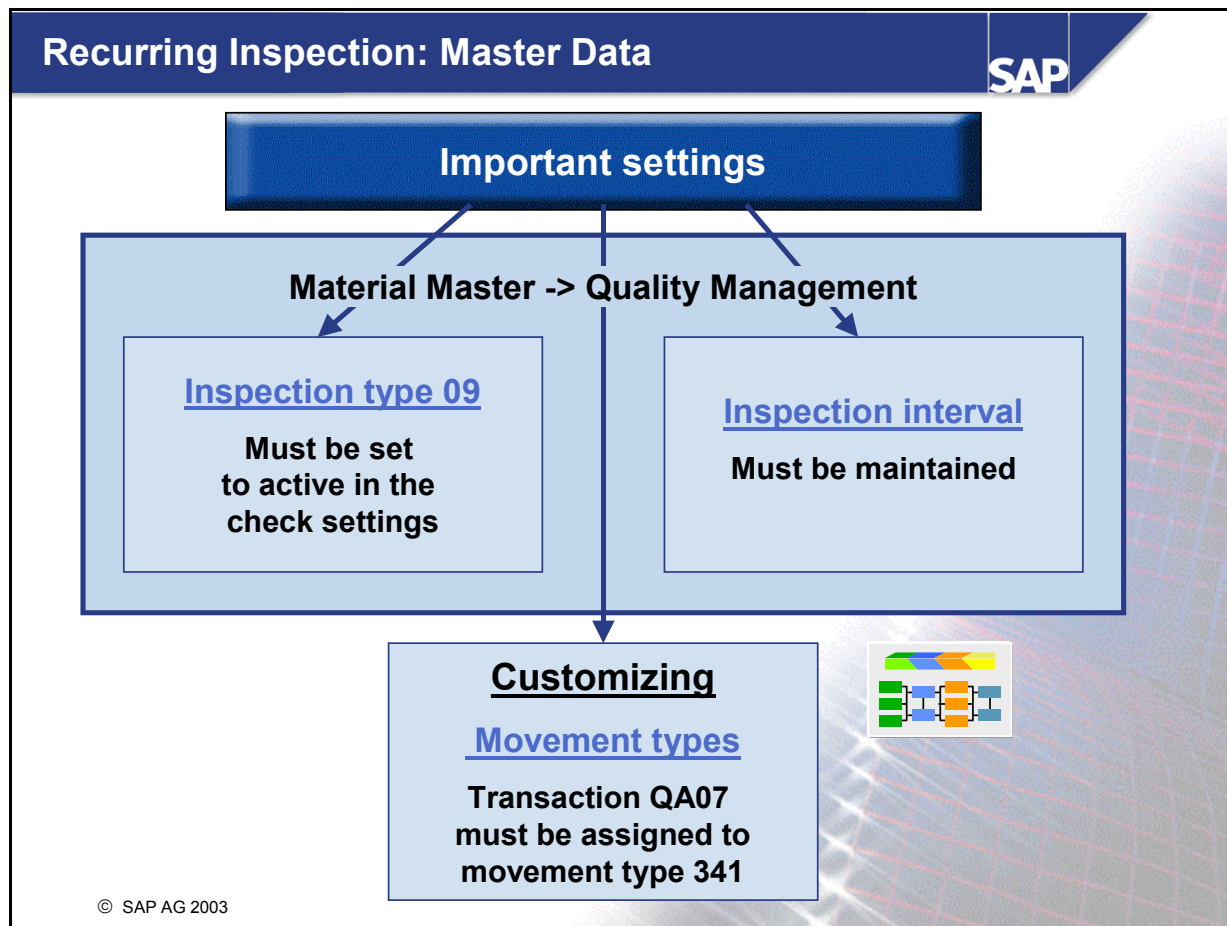 Recurring Inspection: Master Data
SAP
Important settings
Material Master -> Quality Management
Inspection type 09
Must be set
to active in the
check settings
Inspection interval
Must be maintained
Customizing
Movement types
Transaction QA07
must be assigned to
movement type 341
© SAP AG 2003